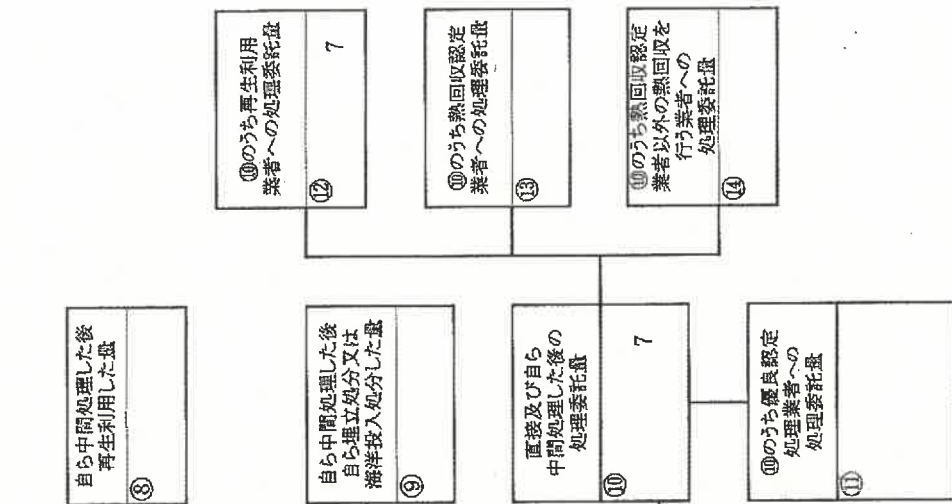 自ら中間処理した後
再生利用した量
⑧
自ら中間処理した後
自ら埋立処分又は
海洋投入処分した量
⑨
直接及び自ら
中間処理した後の
処理委託量
⑩
7
⑩のうち優良認定
処理業者への
処理委託量
⑪
⑩のうち再生利用
業者への処理委託量
⑫
7
⑩のうち熱回収認定
業者への処理委託量
⑬
⑩のうち熱回収認定
業者以外の熱回収を
行う業者への
処理委託量
⑭